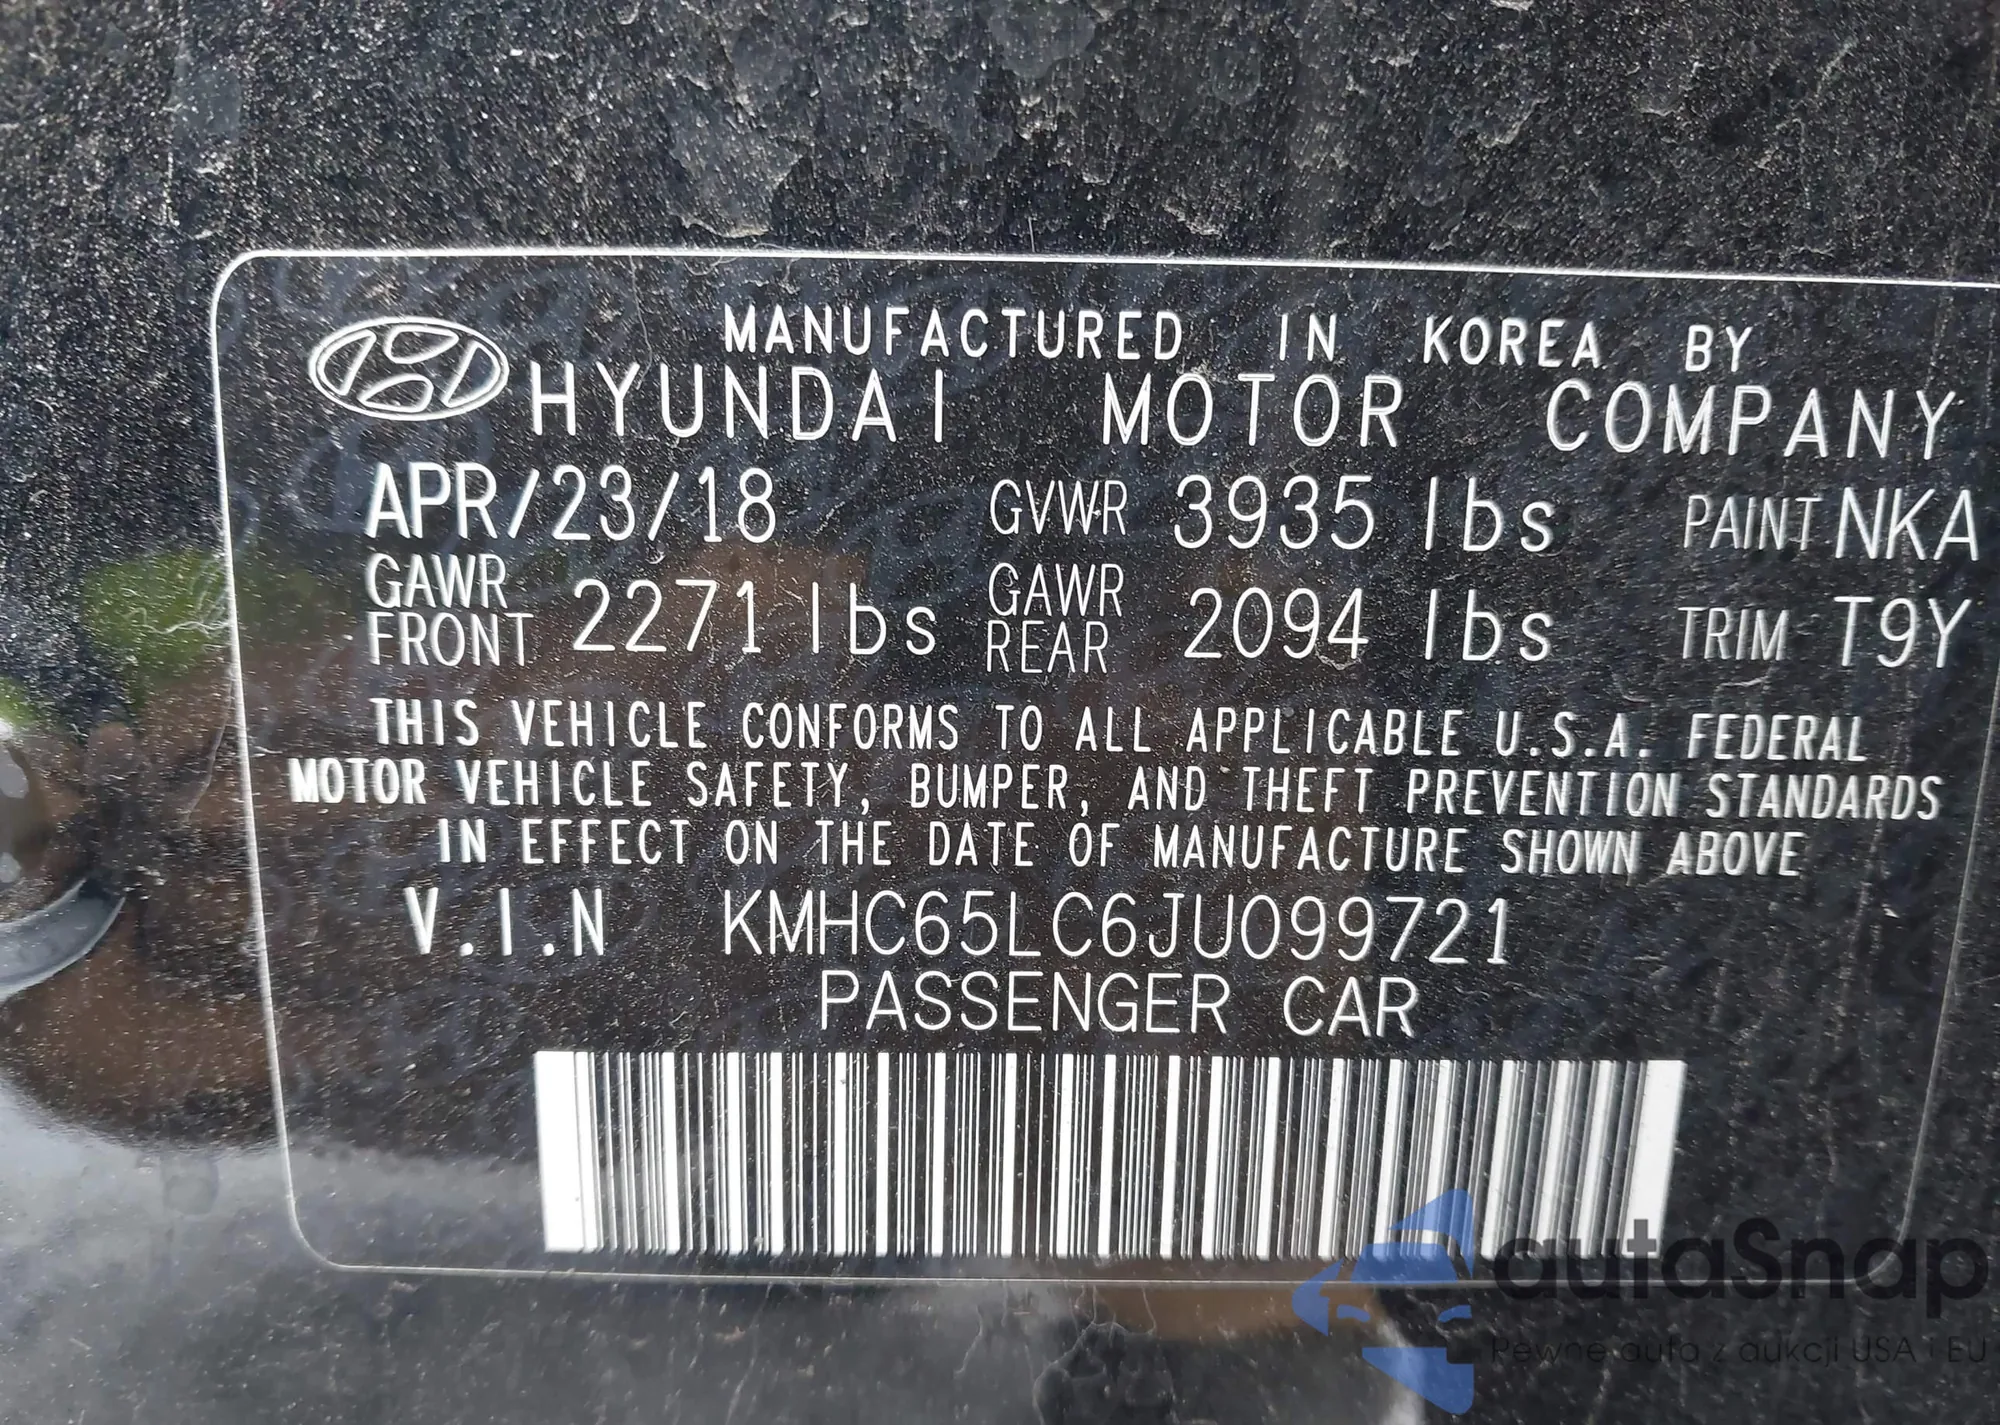 MANUFACTURED IN KOREA BY
HYUNDAI MOTOR COMPANY
APR/23/18 GVWR 3935 lbs PAINT NKA
GAWR FRONT 2271 lbs GAWR REAR 2094 lbs TRIM T9Y
THIS VEHICLE CONFORMS TO ALL APPLICABLE U.S.A. FEDERAL
MOTOR VEHICLE SAFETY, BUMPER, AND THEFT PREVENTION STANDARDS
IN EFFECT ON THE DATE OF MANUFACTURE SHOWN ABOVE
V.I.N KMHC65LC6JU099721
PASSENGER CAR
autaSnap
Pewne auta z aukcji USA i EU